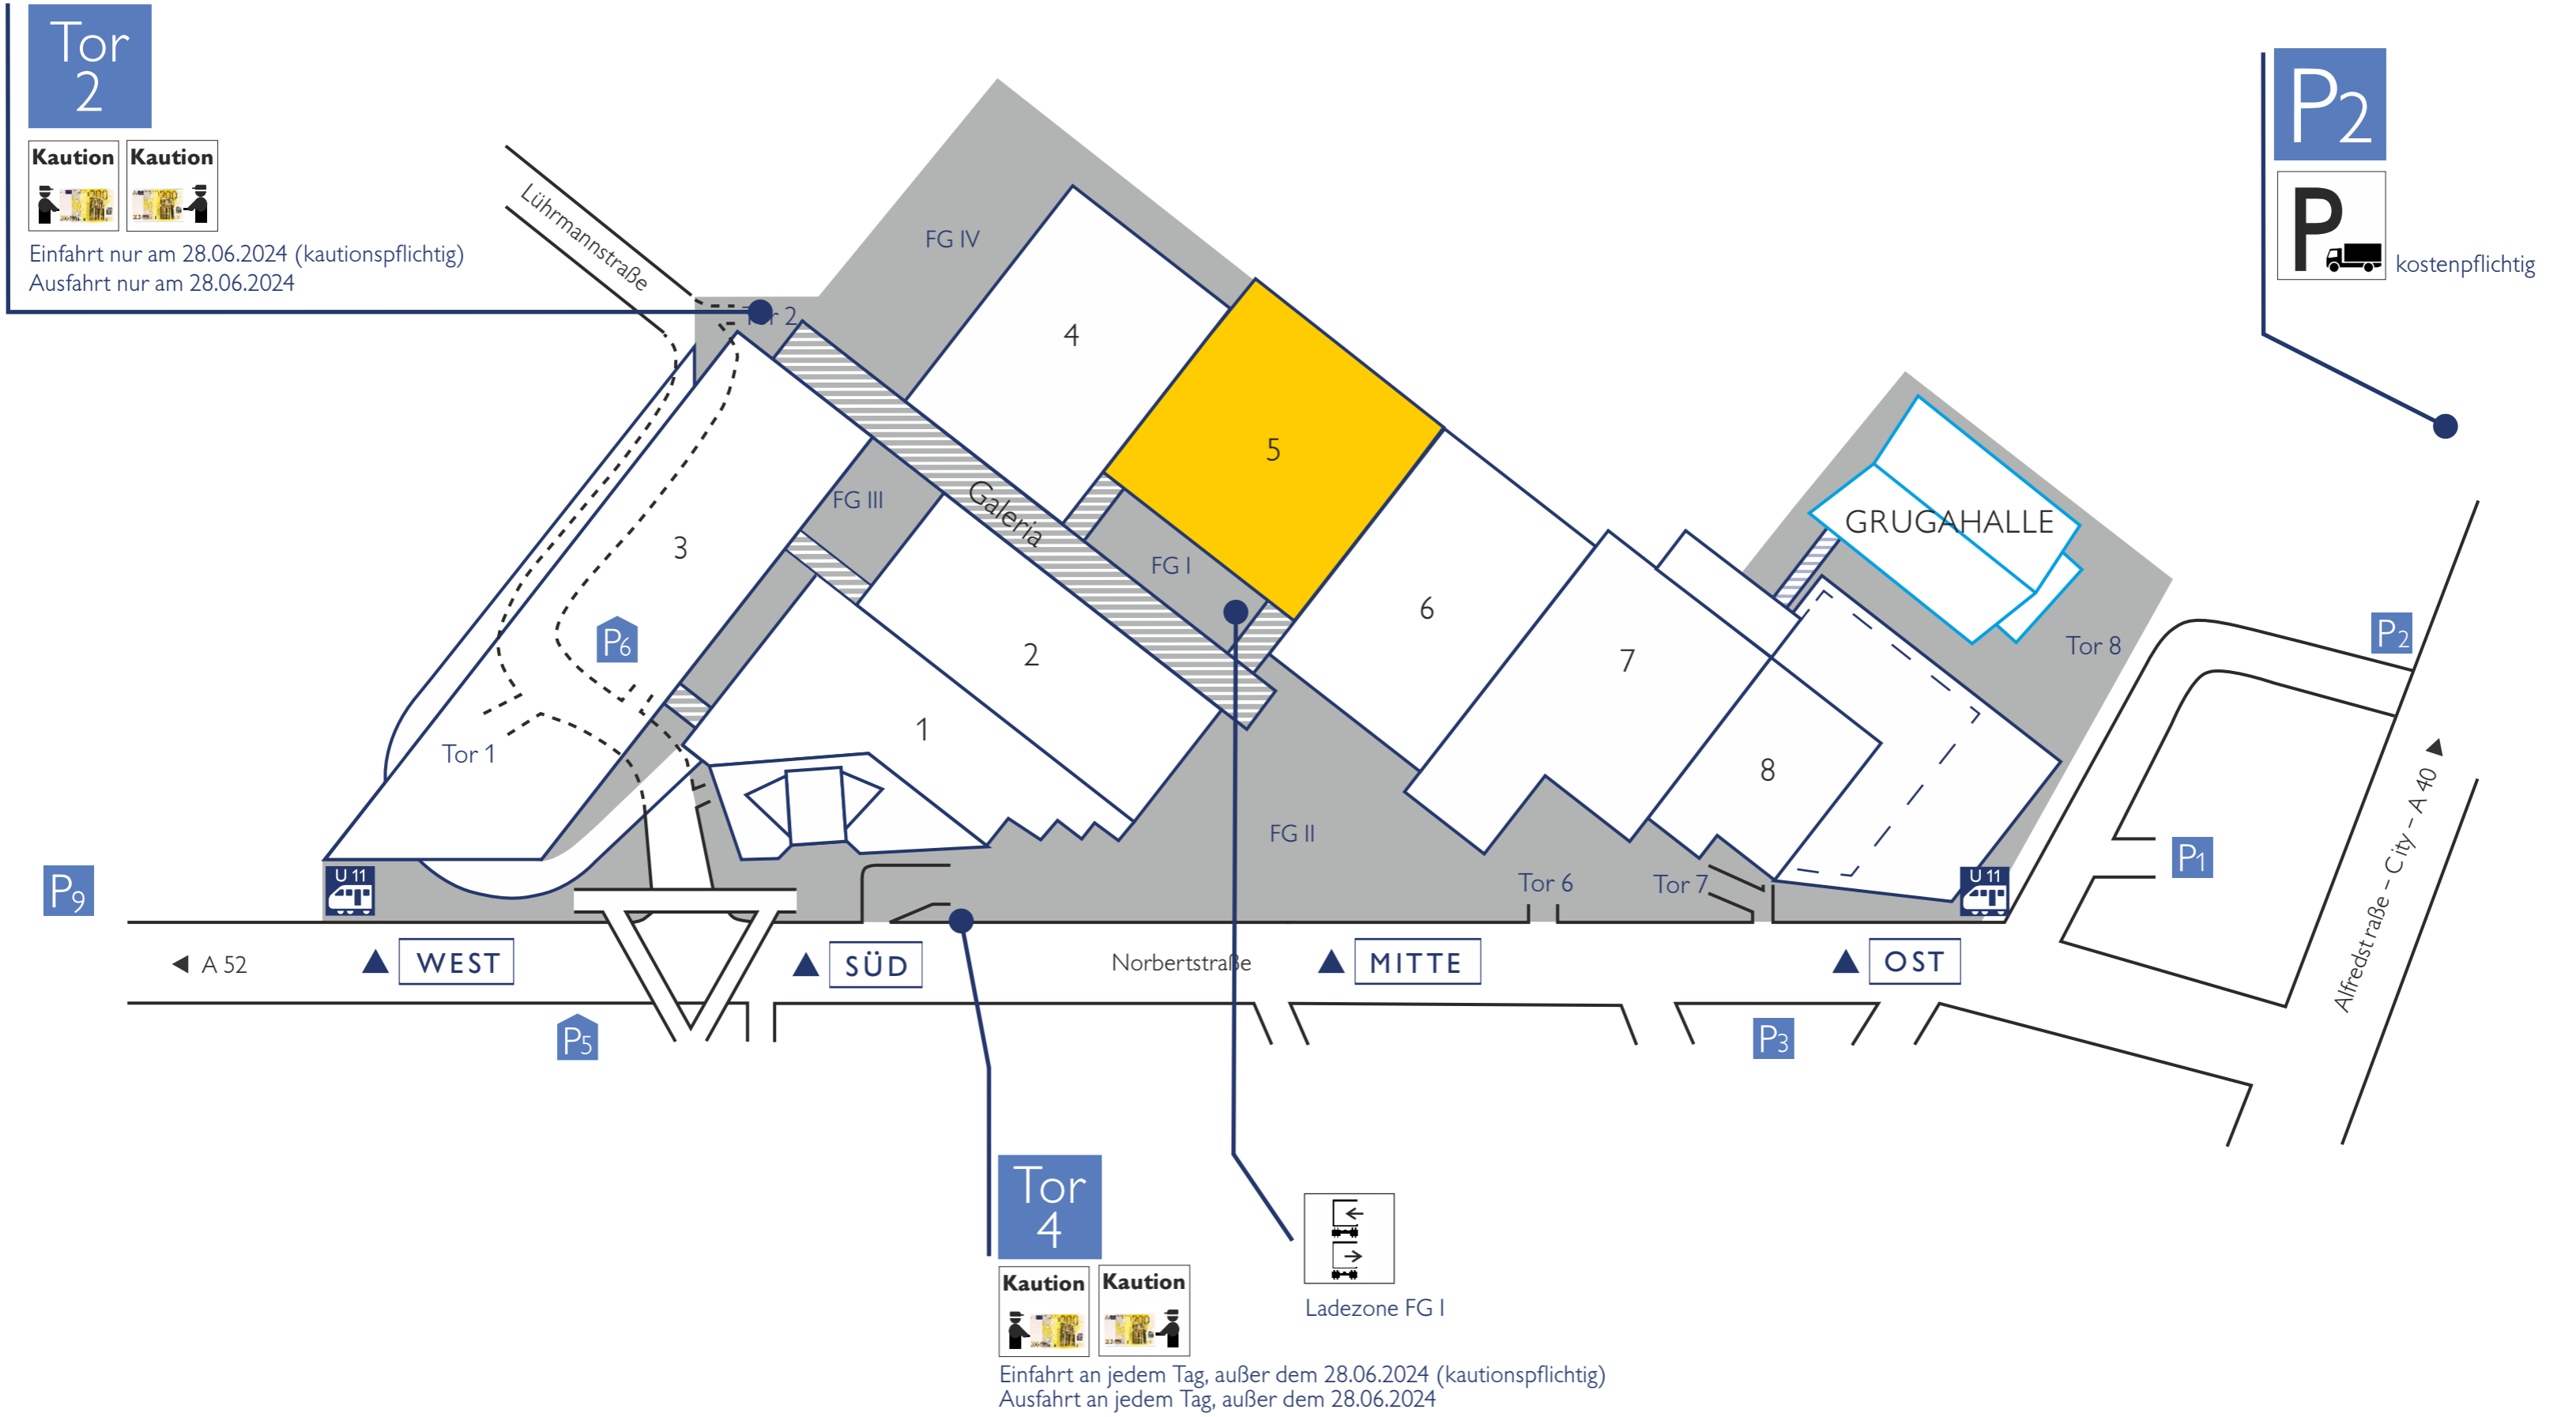 Tor
2
Kaution Kaution
Einfahrt nur am 28.06.2024 (kautionspflichtig)
Ausfahrt nur am 28.06.2024
P2
P
kostenpflichtig
Lührmannstraße
Tor 2
FG IV
4
5
3
FG III
Galeria
FG I
GRUGAHALLE
6
7
2
1
8
P6
Tor 1
Tor 8
P2
FG II
P1
Tor 6
Tor 7
U 11
U 11
P9
A 52
WEST
SÜD
Norbertstraße
MITTE
OST
Alfredstraße – City – A 40
P5
P3
Tor
4
Kaution Kaution
Einfahrt an jedem Tag, außer dem 28.06.2024 (kautionspflichtig)
Ausfahrt an jedem Tag, außer dem 28.06.2024
Ladezone FG I